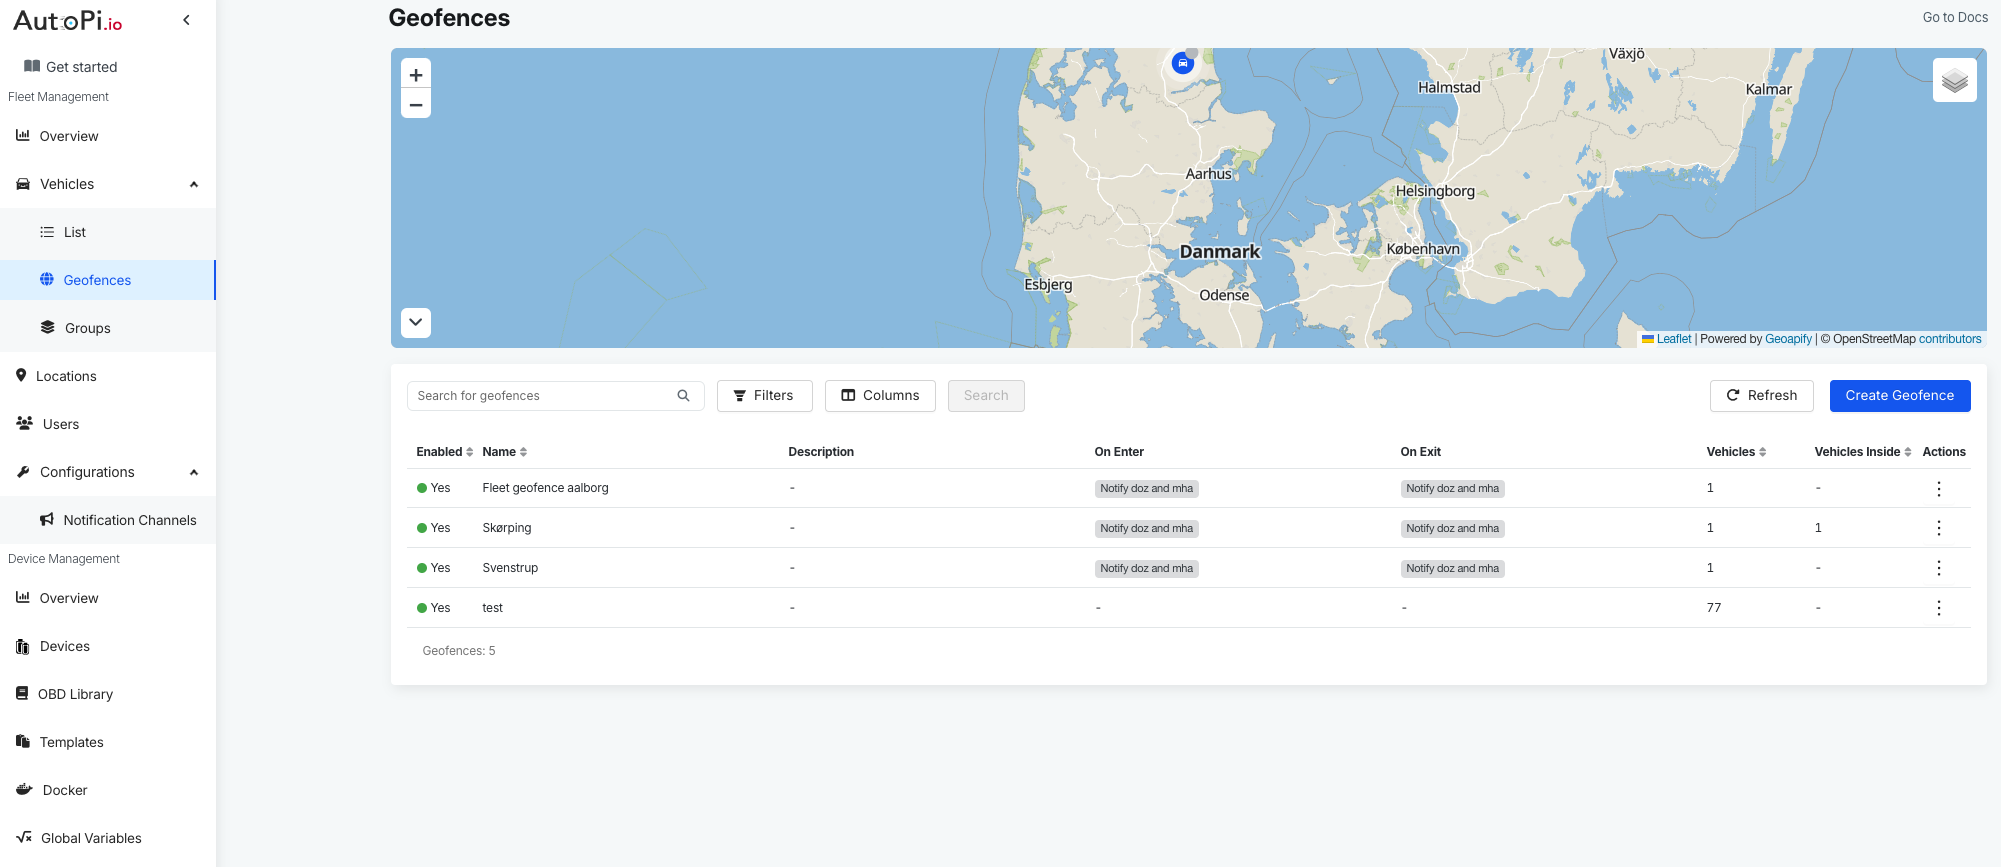 AutoPi.io
Get started
Fleet Management
Overview
Vehicles
List
Geofences
Groups
Locations
Users
Configurations
Notification Channels
Device Management
Overview
Devices
OBD Library
Templates
Docker
Global Variables
Geofences
Go to Docs
+
−
Växjö
Halmstad
Kalmar
Aarhus
Helsingborg
København
Danmark
Esbjerg
Odense
Leaflet | Powered by Geoapify | © OpenStreetMap contributors
Search for geofences
Filters
Columns
Search
Refresh
Create Geofence
Enabled Name Description On Enter On Exit Vehicles Vehicles Inside Actions
Yes Fleet geofence aalborg - Notify doz and mha Notify doz and mha 1 -
Yes Skørping - Notify doz and mha Notify doz and mha 1 1
Yes Svenstrup - Notify doz and mha Notify doz and mha 1 -
Yes test - - - 77 -
Geofences: 5